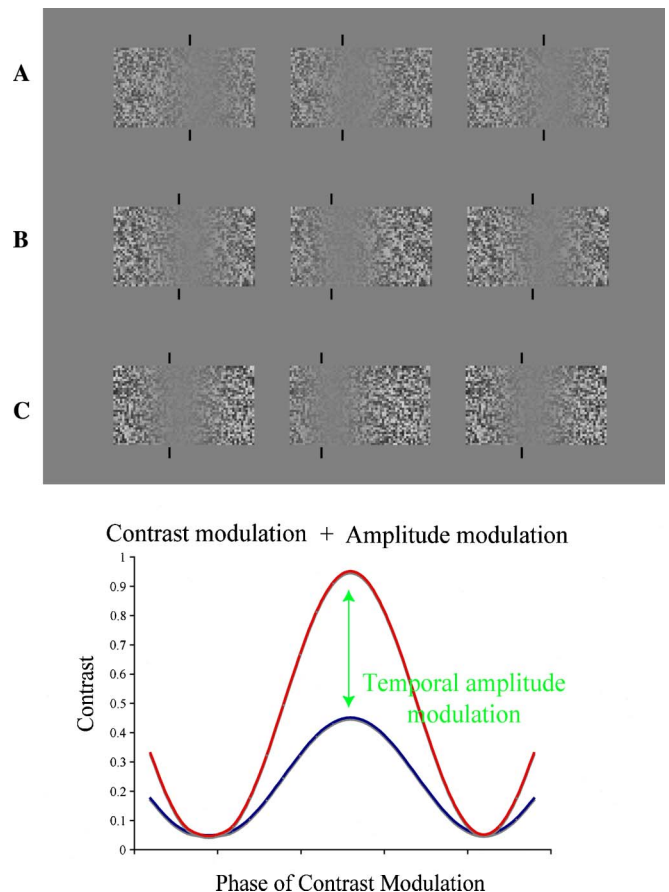 A
B
C
Contrast modulation + Amplitude modulation
1
0.9
0.8
0.7
0.6
0.5
0.4
0.3
0.2
0.1
0
Contrast
Temporal amplitude
modulation
Phase of Contrast Modulation